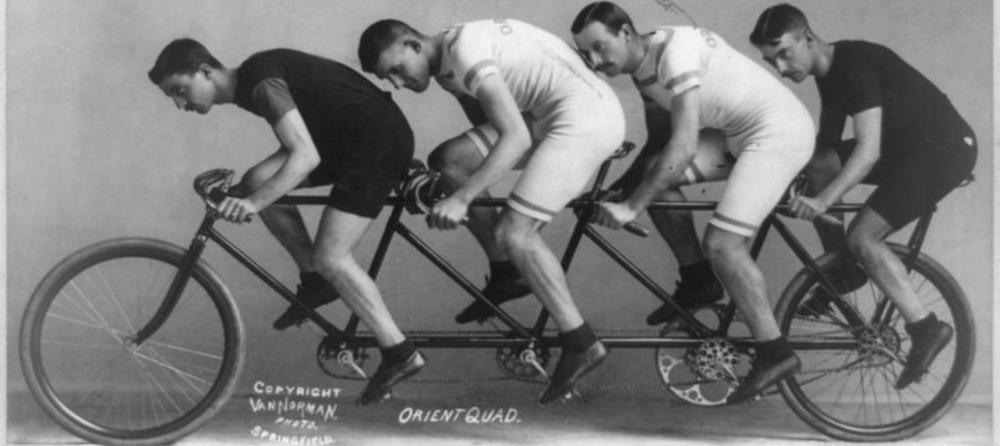 COPYRIGHT
VAN NORMAN.
PHOTO.
SPRINGFIELD.
ORIENT QUAD.